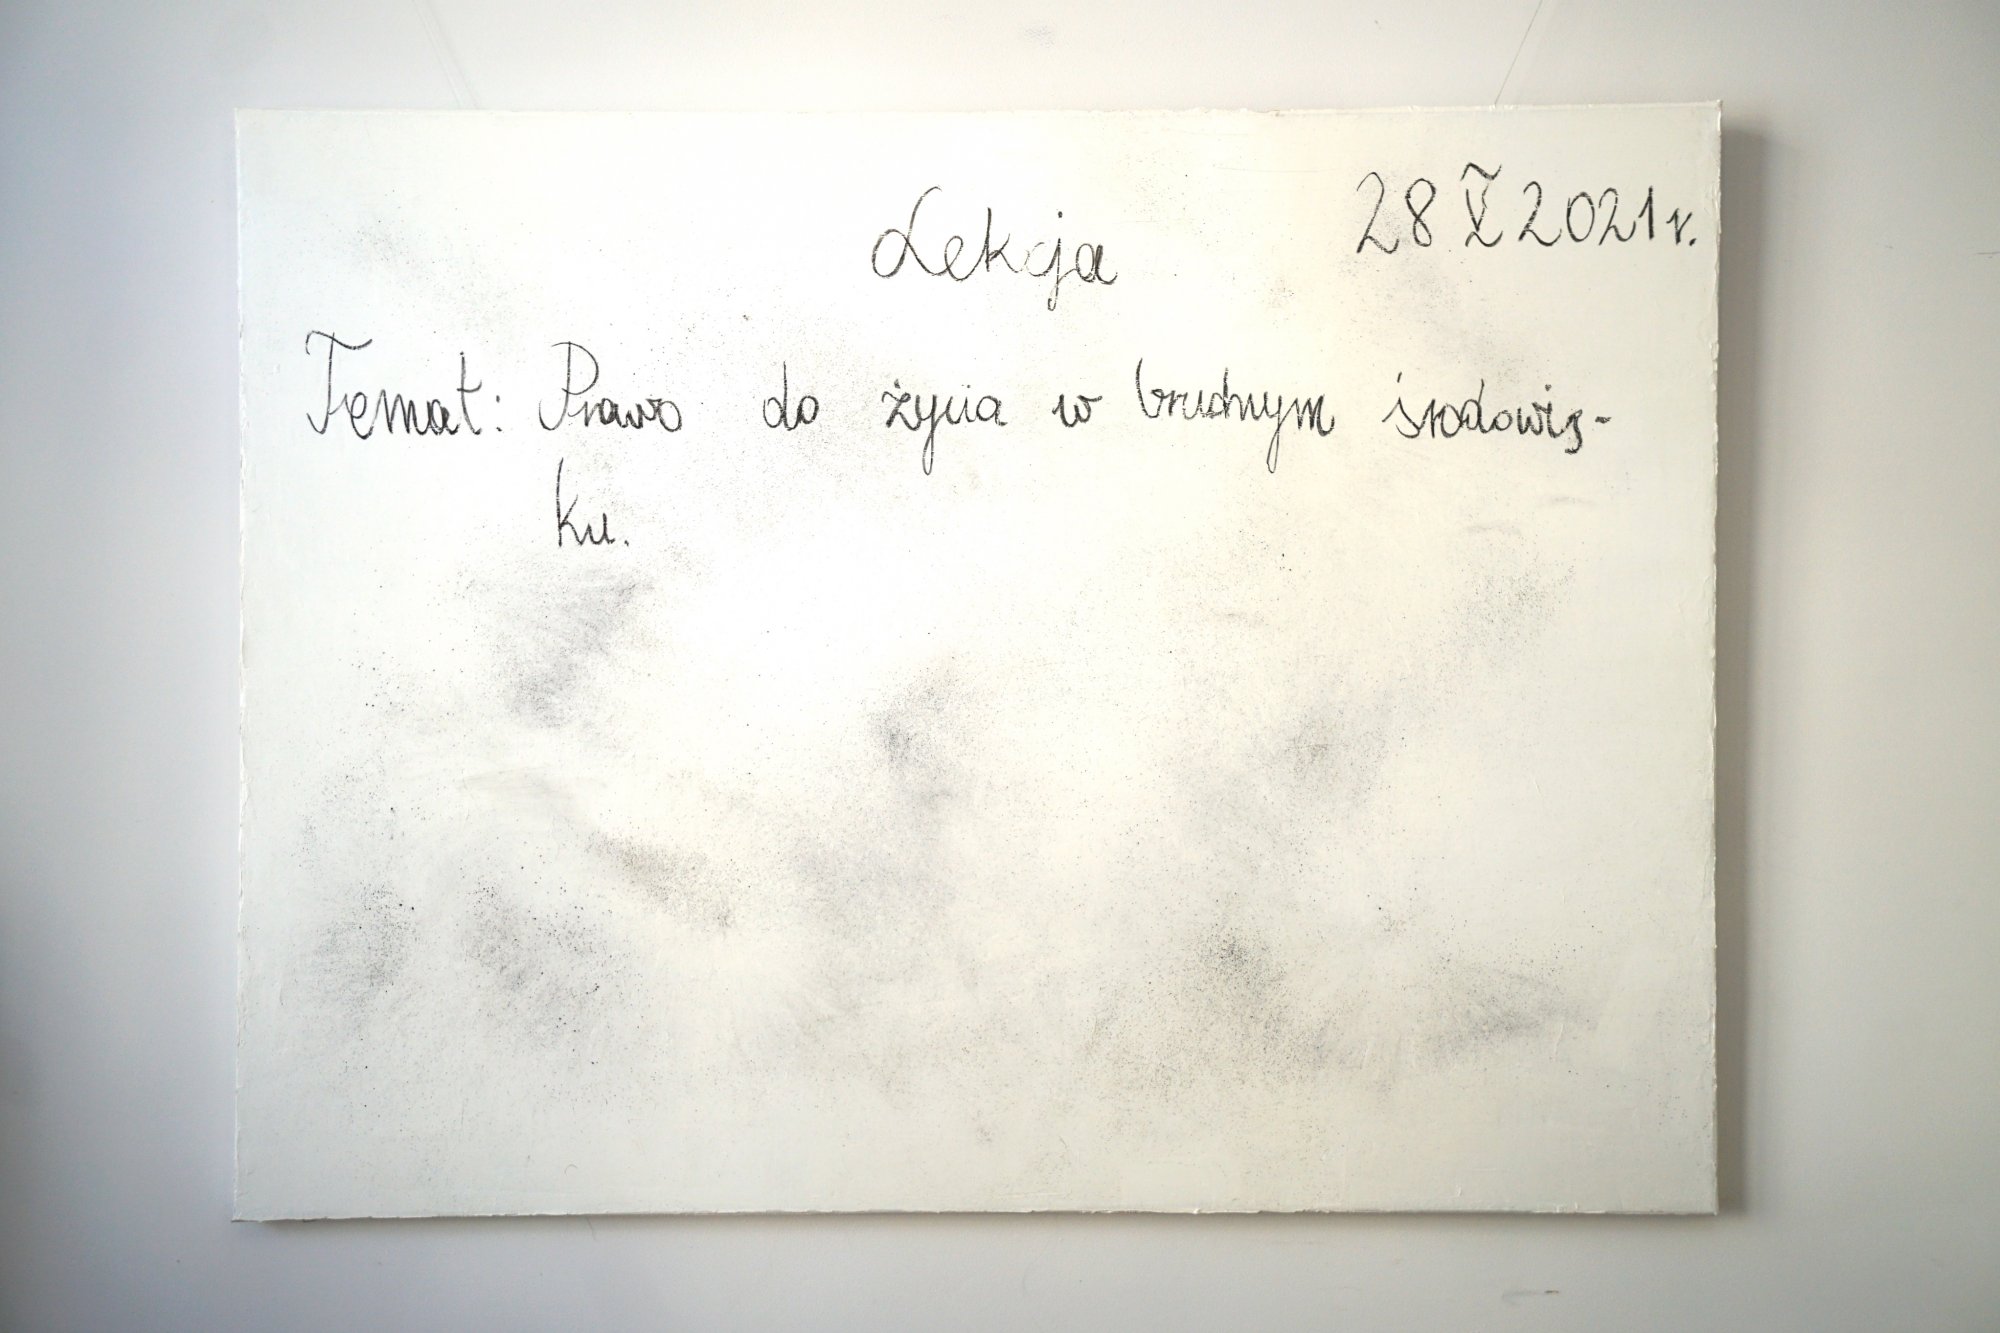 28 V 2021 r.
Lekcja
Temat: Prawo do życia w brudnym środowis-
ku.